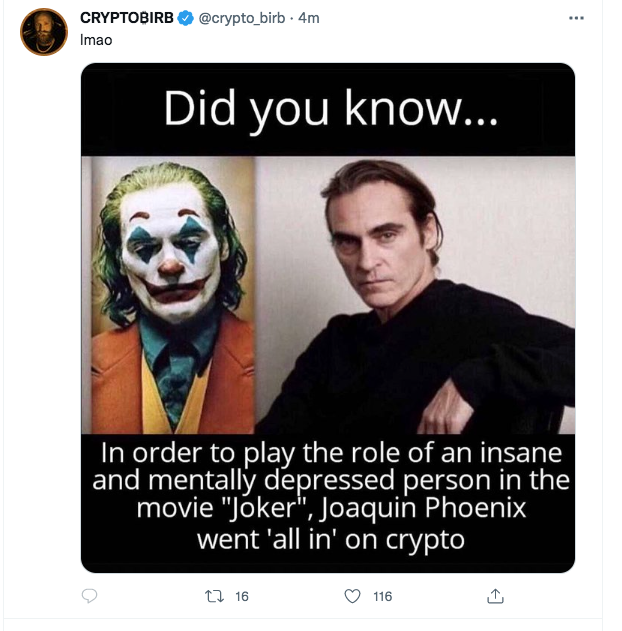 CRYPTOBIRB @crypto_birb · 4m
lmao
Did you know...
In order to play the role of an insane
and mentally depressed person in the
movie "Joker", Joaquin Phoenix
went 'all in' on crypto
16 116